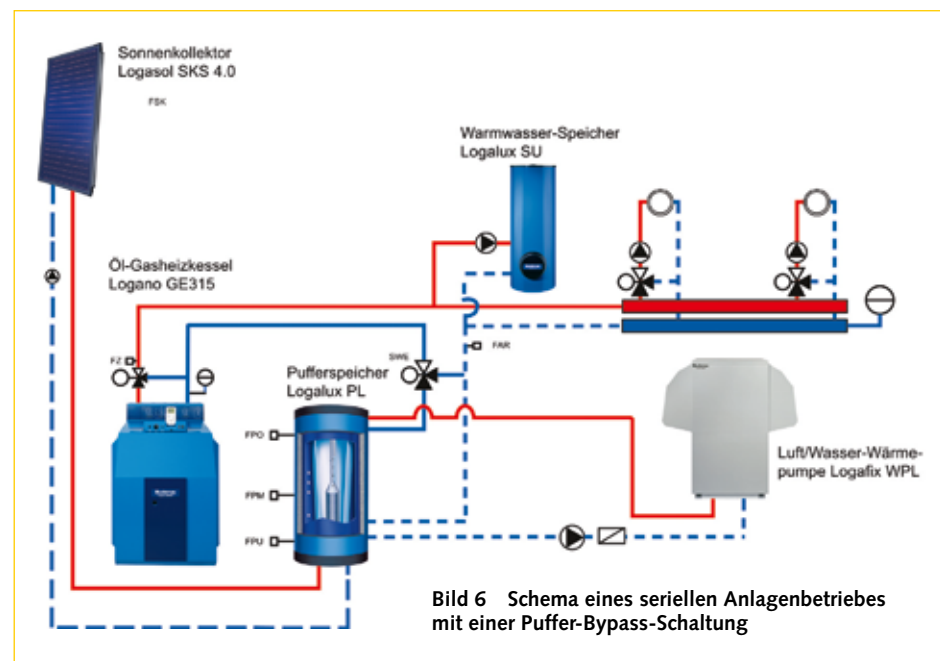 Sonnenkollektor
Logasol SKS 4.0
FSK
Warmwasser-Speicher
Logalux SU
Öl-Gasheizkessel
Logano GE315
FZ
SWE
FAR
Pufferspeicher
Logalux PL
FPO
FPM
FPU
Luft/Wasser-Wärme-
pumpe Logafix WPL
Bild 6 Schema eines seriellen Anlagenbetriebes
mit einer Puffer-Bypass-Schaltung